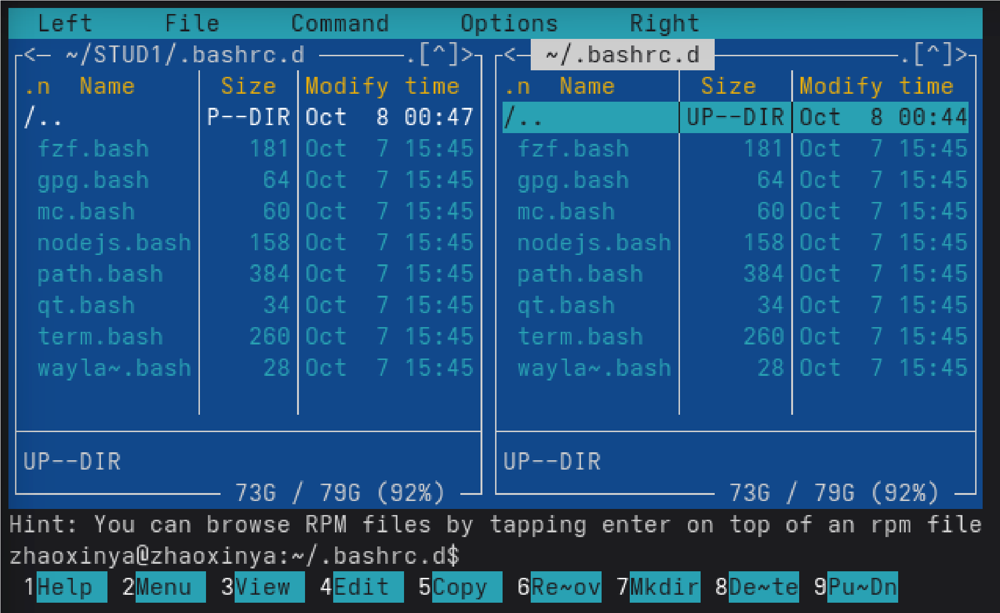 Left File Command Options Right
<─ ~/STUD1/.bashrc.d ─.[^]> <─ ~/.bashrc.d ─.[^]>
.n Name Size Modify time .n Name Size Modify time
/.. P--DIR Oct 8 00:47 /.. UP--DIR Oct 8 00:44
fzf.bash 181 Oct 7 15:45 fzf.bash 181 Oct 7 15:45
gpg.bash 64 Oct 7 15:45 gpg.bash 64 Oct 7 15:45
mc.bash 60 Oct 7 15:45 mc.bash 60 Oct 7 15:45
nodejs.bash 158 Oct 7 15:45 nodejs.bash 158 Oct 7 15:45
path.bash 384 Oct 7 15:45 path.bash 384 Oct 7 15:45
qt.bash 34 Oct 7 15:45 qt.bash 34 Oct 7 15:45
term.bash 260 Oct 7 15:45 term.bash 260 Oct 7 15:45
wayla~.bash 28 Oct 7 15:45 wayla~.bash 28 Oct 7 15:45
UP--DIR UP--DIR
73G / 79G (92%) 73G / 79G (92%)
Hint: You can browse RPM files by tapping enter on top of an rpm file
zhaoxinya@zhaoxinya:~/.bashrc.d$
1Help 2Menu 3View 4Edit 5Copy 6Re~ov 7Mkdir 8De~te 9Pu~Dn